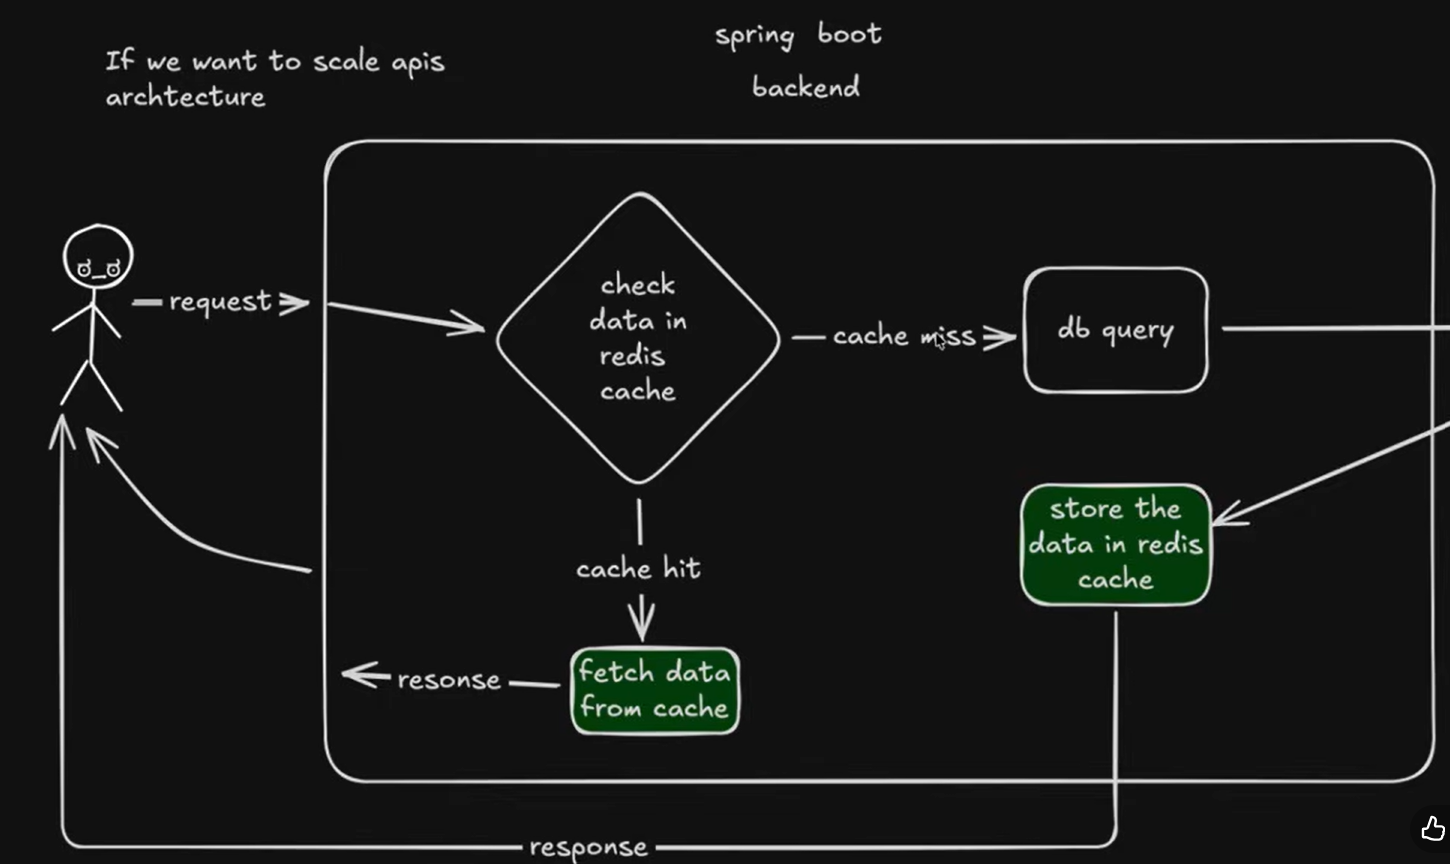 If we want to scale apis
archtecture
spring boot
backend
request
check
data in
redis
cache
cache miss
db query
cache hit
store the
data in redis
cache
fetch data
from cache
resonse
response